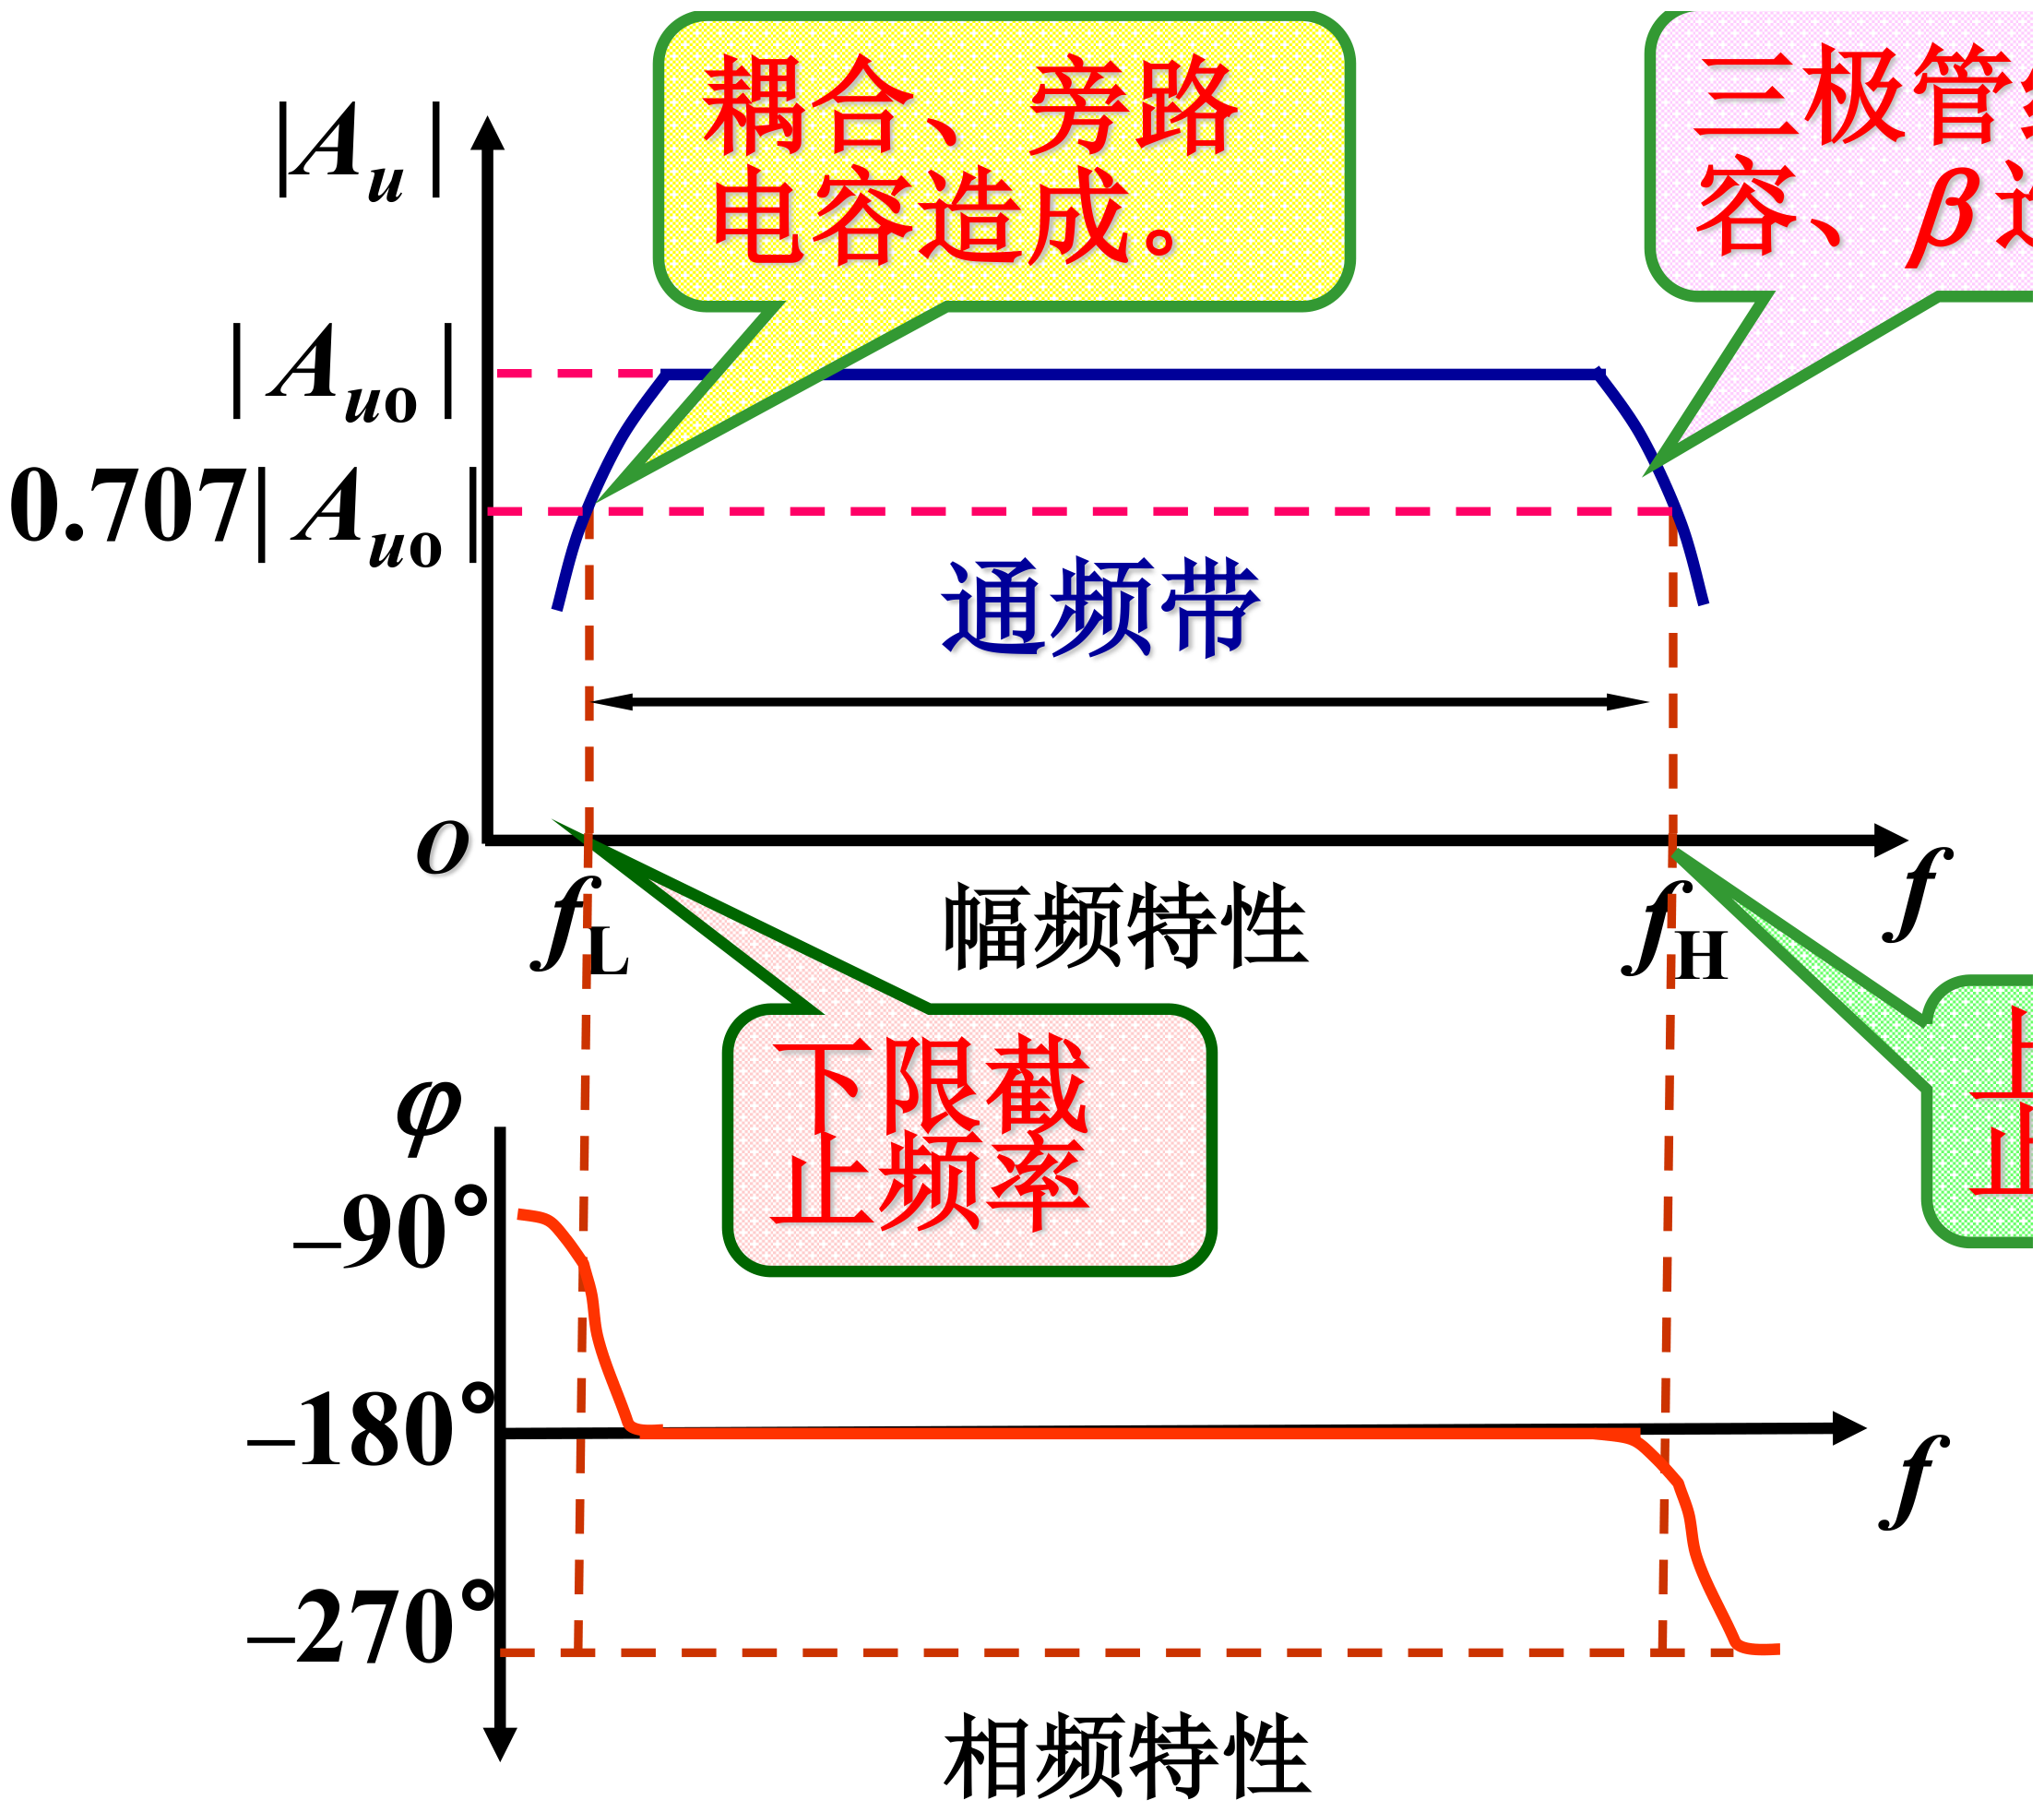 耦合、旁路
电容造成。
三极管
容、β
|Au|
|Auo|
0.707|Auo|
通频带
O
fL
幅频特性
fH
f
下限截
止频率
上
止
φ
–90°
–180°
f
–270°
相频特性